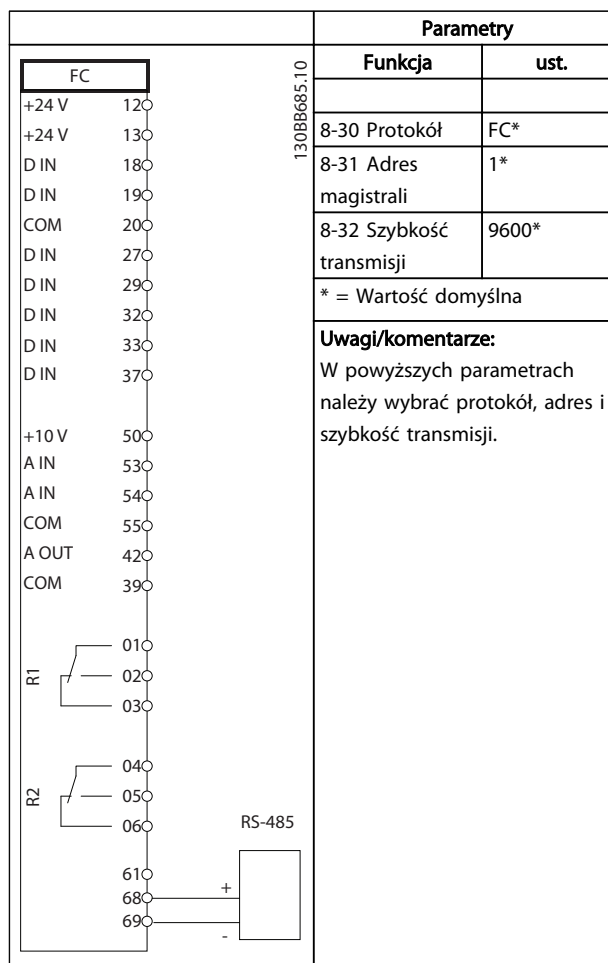 FC
130BB685.10
+24 V 12
+24 V 13
D IN 18
D IN 19
COM 20
D IN 27
D IN 29
D IN 32
D IN 33
D IN 37
+10 V 50
A IN 53
A IN 54
COM 55
A OUT 42
COM 39
R1
01
02
03
R2
04
05
06
RS-485
61
68 +
69 -
Parametry
Funkcja ust.
8-30 Protokół FC*
8-31 Adres 1*
magistrali
8-32 Szybkość 9600*
transmisji
* = Wartość domyślna
Uwagi/komentarze:
W powyższych parametrach
należy wybrać protokół, adres i
szybkość transmisji.